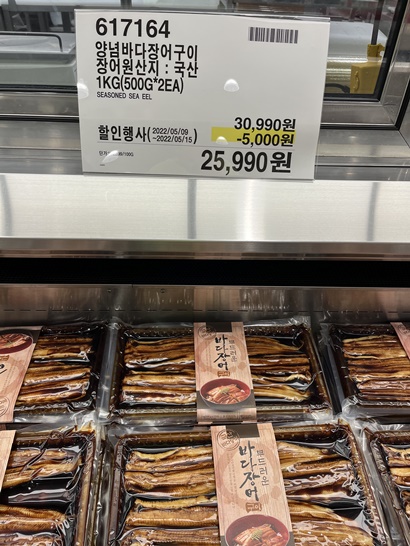 617164
양념바다장어구이
장어원산지 : 국산
1KG(500G*2EA)
SEASONED SEA EEL
30,990원
할인행사 (2022/05/09 ~2022/05/15) -5,000원
25,990원
바다장어
바다장어